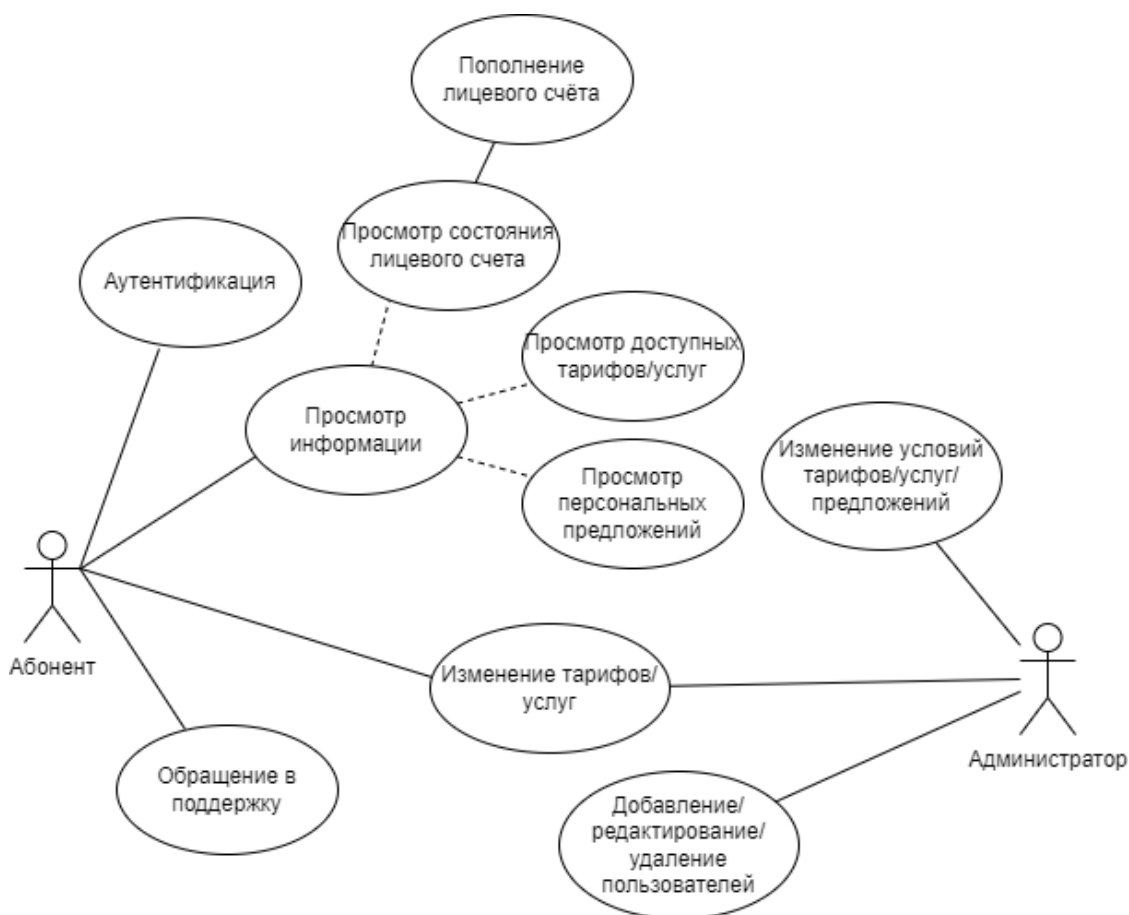 Пополнение
лицевого счёта
Просмотр состояния
лицевого счета
Аутентификация
Просмотр доступных
тарифов/услуг
Просмотр
информации
Просмотр
персональных
предложений
Изменение условий
тарифов/услуг/
предложений
Абонент
Изменение тарифов/
услуг
Администратор
Обращение в
поддержку
Добавление/
редактирование/
удаление
пользователей